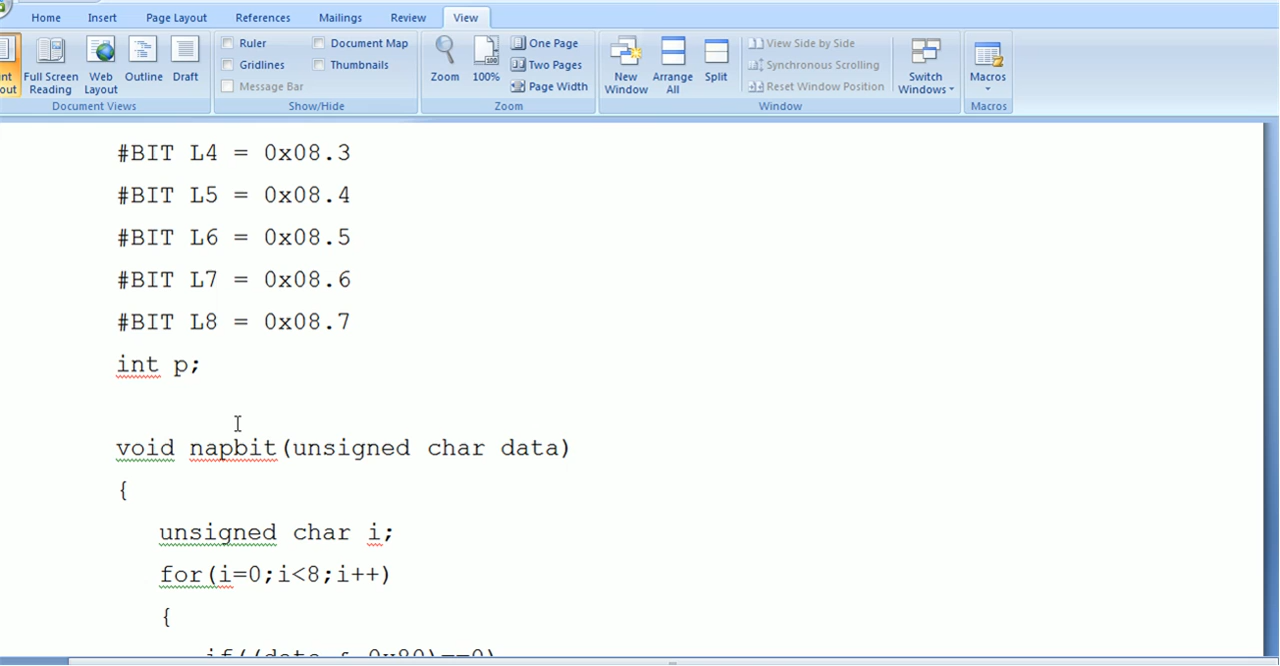 Home Insert Page Layout References Mailings Review View
Ruler Document Map One Page View Side by Side
Gridlines Thumbnails Two Pages Synchronous Scrolling
Message Bar Page Width Reset Window Position
Full Screen Reading Web Layout Outline Draft Zoom 100% New Window Arrange All Split Switch Windows Macros
Document Views Show/Hide Zoom Window Macros
#BIT L4 = 0x08.3
#BIT L5 = 0x08.4
#BIT L6 = 0x08.5
#BIT L7 = 0x08.6
#BIT L8 = 0x08.7
int p;
void napbit(unsigned char data)
{
unsigned char i;
for(i=0;i<8;i++)
{
if((data & 0x80)==0)